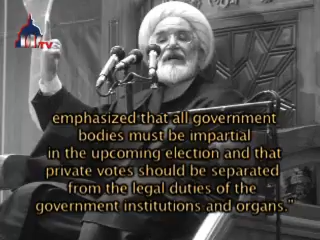 TV
emphasized that all government
bodies must be impartial
in the upcoming election and that
private votes should be separated
from the legal duties of the
government institutions and organs."